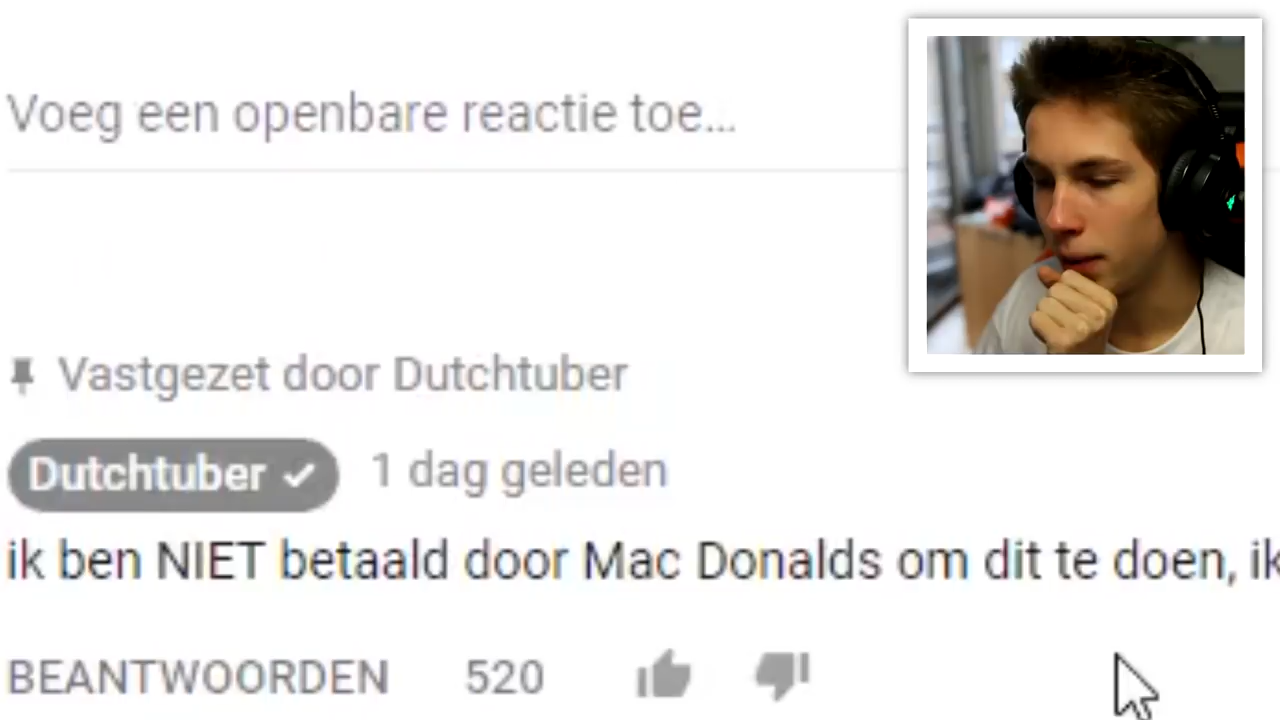 Voeg een openbare reactie toe...
Vastgezet door Dutchtuber
Dutchtuber 1 dag geleden
ik ben NIET betaald door Mac Donalds om dit te doen, ik
BEANTWOORDEN 520